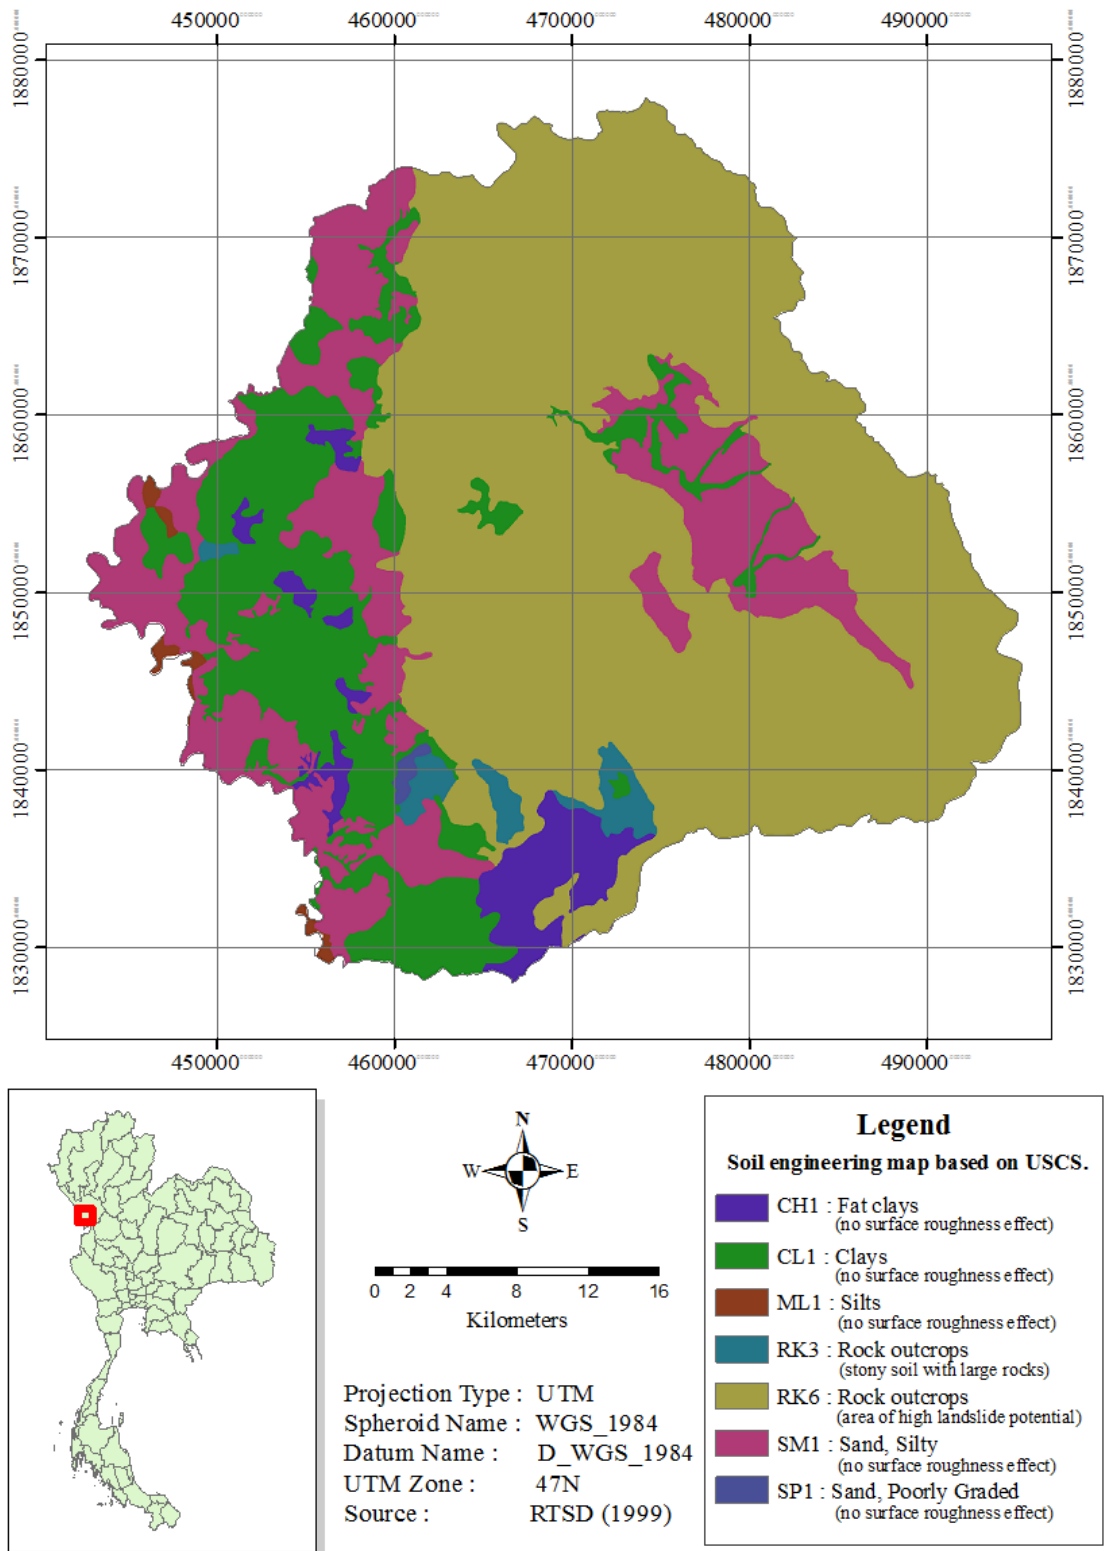 450000 460000 470000 480000 490000
1880000 1880000
1870000 1870000
1860000 1860000
1850000 1850000
1840000 1840000
1830000 1830000
450000 460000 470000 480000 490000
N
W E
S
0 2 4 8 12 16
Kilometers
Projection Type : UTM
Spheroid Name : WGS_1984
Datum Name : D_WGS_1984
UTM Zone : 47N
Source : RTSD (1999)
Legend
Soil engineering map based on USCS.
CH1 : Fat clays
(no surface roughness effect)
CL1 : Clays
(no surface roughness effect)
ML1 : Silts
(no surface roughness effect)
RK3 : Rock outcrops
(stony soil with large rocks)
RK6 : Rock outcrops
(area of high landslide potential)
SM1 : Sand, Silty
(no surface roughness effect)
SP1 : Sand, Poorly Graded
(no surface roughness effect)